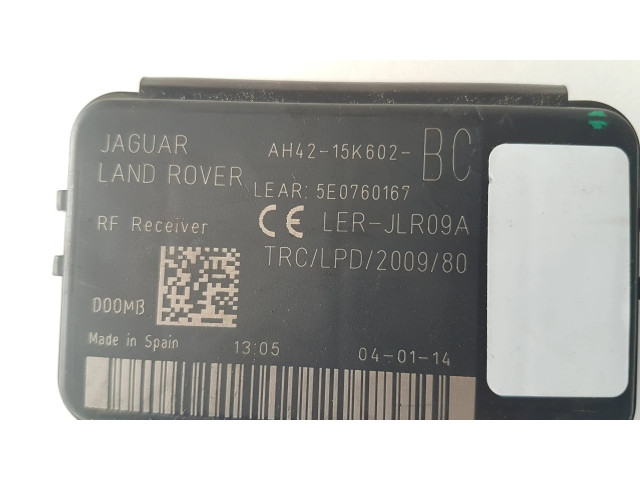 JAGUAR
LAND ROVER
AH42-15K602-BC
LEAR: 5E0760167
RF Receiver
CE LER-JLR09A
TRC/LPD/2009/80
D00MB
Made in Spain 13:05 04-01-14